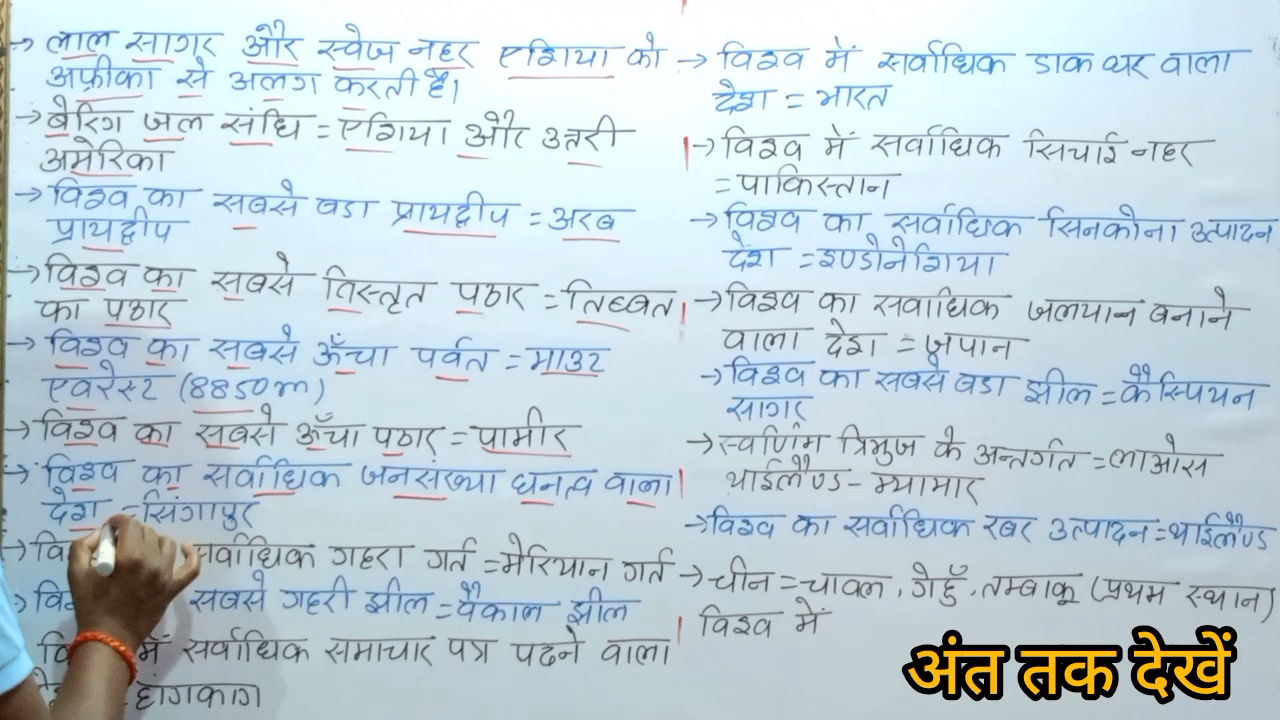 → लाल सागर और स्वेज नहर एशिया को
अफ्रीका से अलग करती है।
→ बेरिंग जल संधि = एशिया और उत्तरी
अमेरिका
→ विश्व का सबसे बडा प्रायद्वीप = अरब
प्रायद्वीप
→ विश्व का सबसे विस्तृत पठार = तिब्बत
का पठार
→ विश्व का सबसे ऊँचा पर्वत = माउंट
एवरेस्ट (8850m)
→ विश्व का सबसे ऊँचा पठार = पामीर
→ विश्व का सर्वाधिक जनसंख्या घनत्व वाला
देश = सिंगापुर
→ वि सर्वाधिक गहरा गर्त = मेरियान गर्त
→ वि सबसे गहरी झील = वैकाल झील
वि में सर्वाधिक समाचार पत्र पढने वाला
= हांगकाग
→ विश्व में सर्वाधिक डाक घर वाला
देश = भारत
→ विश्व में सर्वाधिक सिचाई नहर
= पाकिस्तान
→ विश्व का सर्वाधिक सिनकोना उत्पादन
देश = इण्डोनेशिया
→ विश्व का सर्वाधिक जलयान बनाने
वाला देश = जापान
→ विश्व का सबसे बडा झील = कैस्पियन
सागर
→ स्वर्णिम त्रिभुज के अन्तर्गत = लाओस
थाईलैण्ड - म्यामार
→ विश्व का सर्वाधिक रबर उत्पादन = थाईलैण्ड
→ चीन = चावल, गेहूँ, तम्बाकू (प्रथम स्थान)
विश्व में
अंत तक देखें